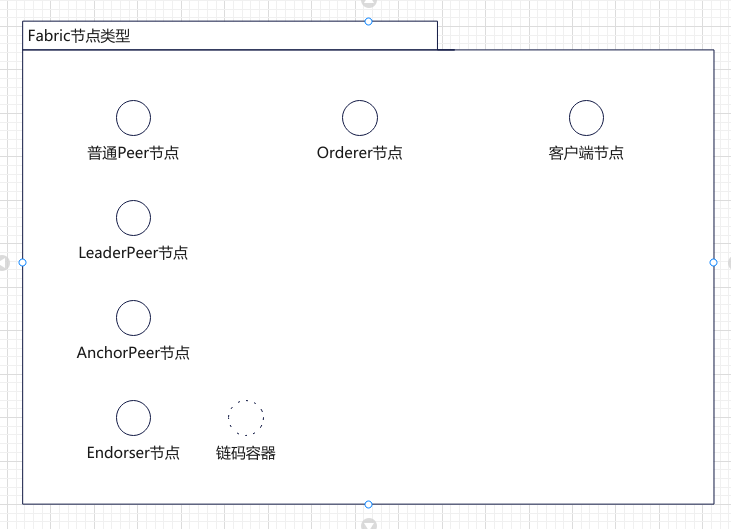 Fabric节点类型
普通Peer节点
Orderer节点
客户端节点
LeaderPeer节点
AnchorPeer节点
Endorser节点
链码容器